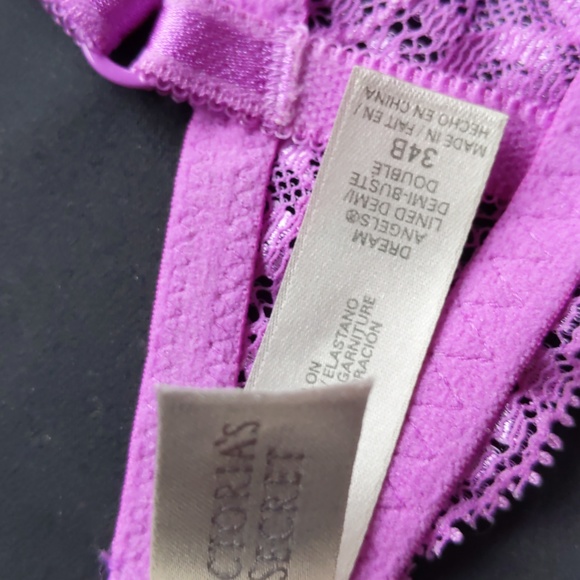 DREAM
ANGELS®
LINED DEMI/
DEMI-BUSTE
DOUBLE
34B
MADE IN / FAIT EN /
HECHO EN CHINA
ON
ELASTANO
GARNITURE
RACIÓN
CTORIA'S
SECRET